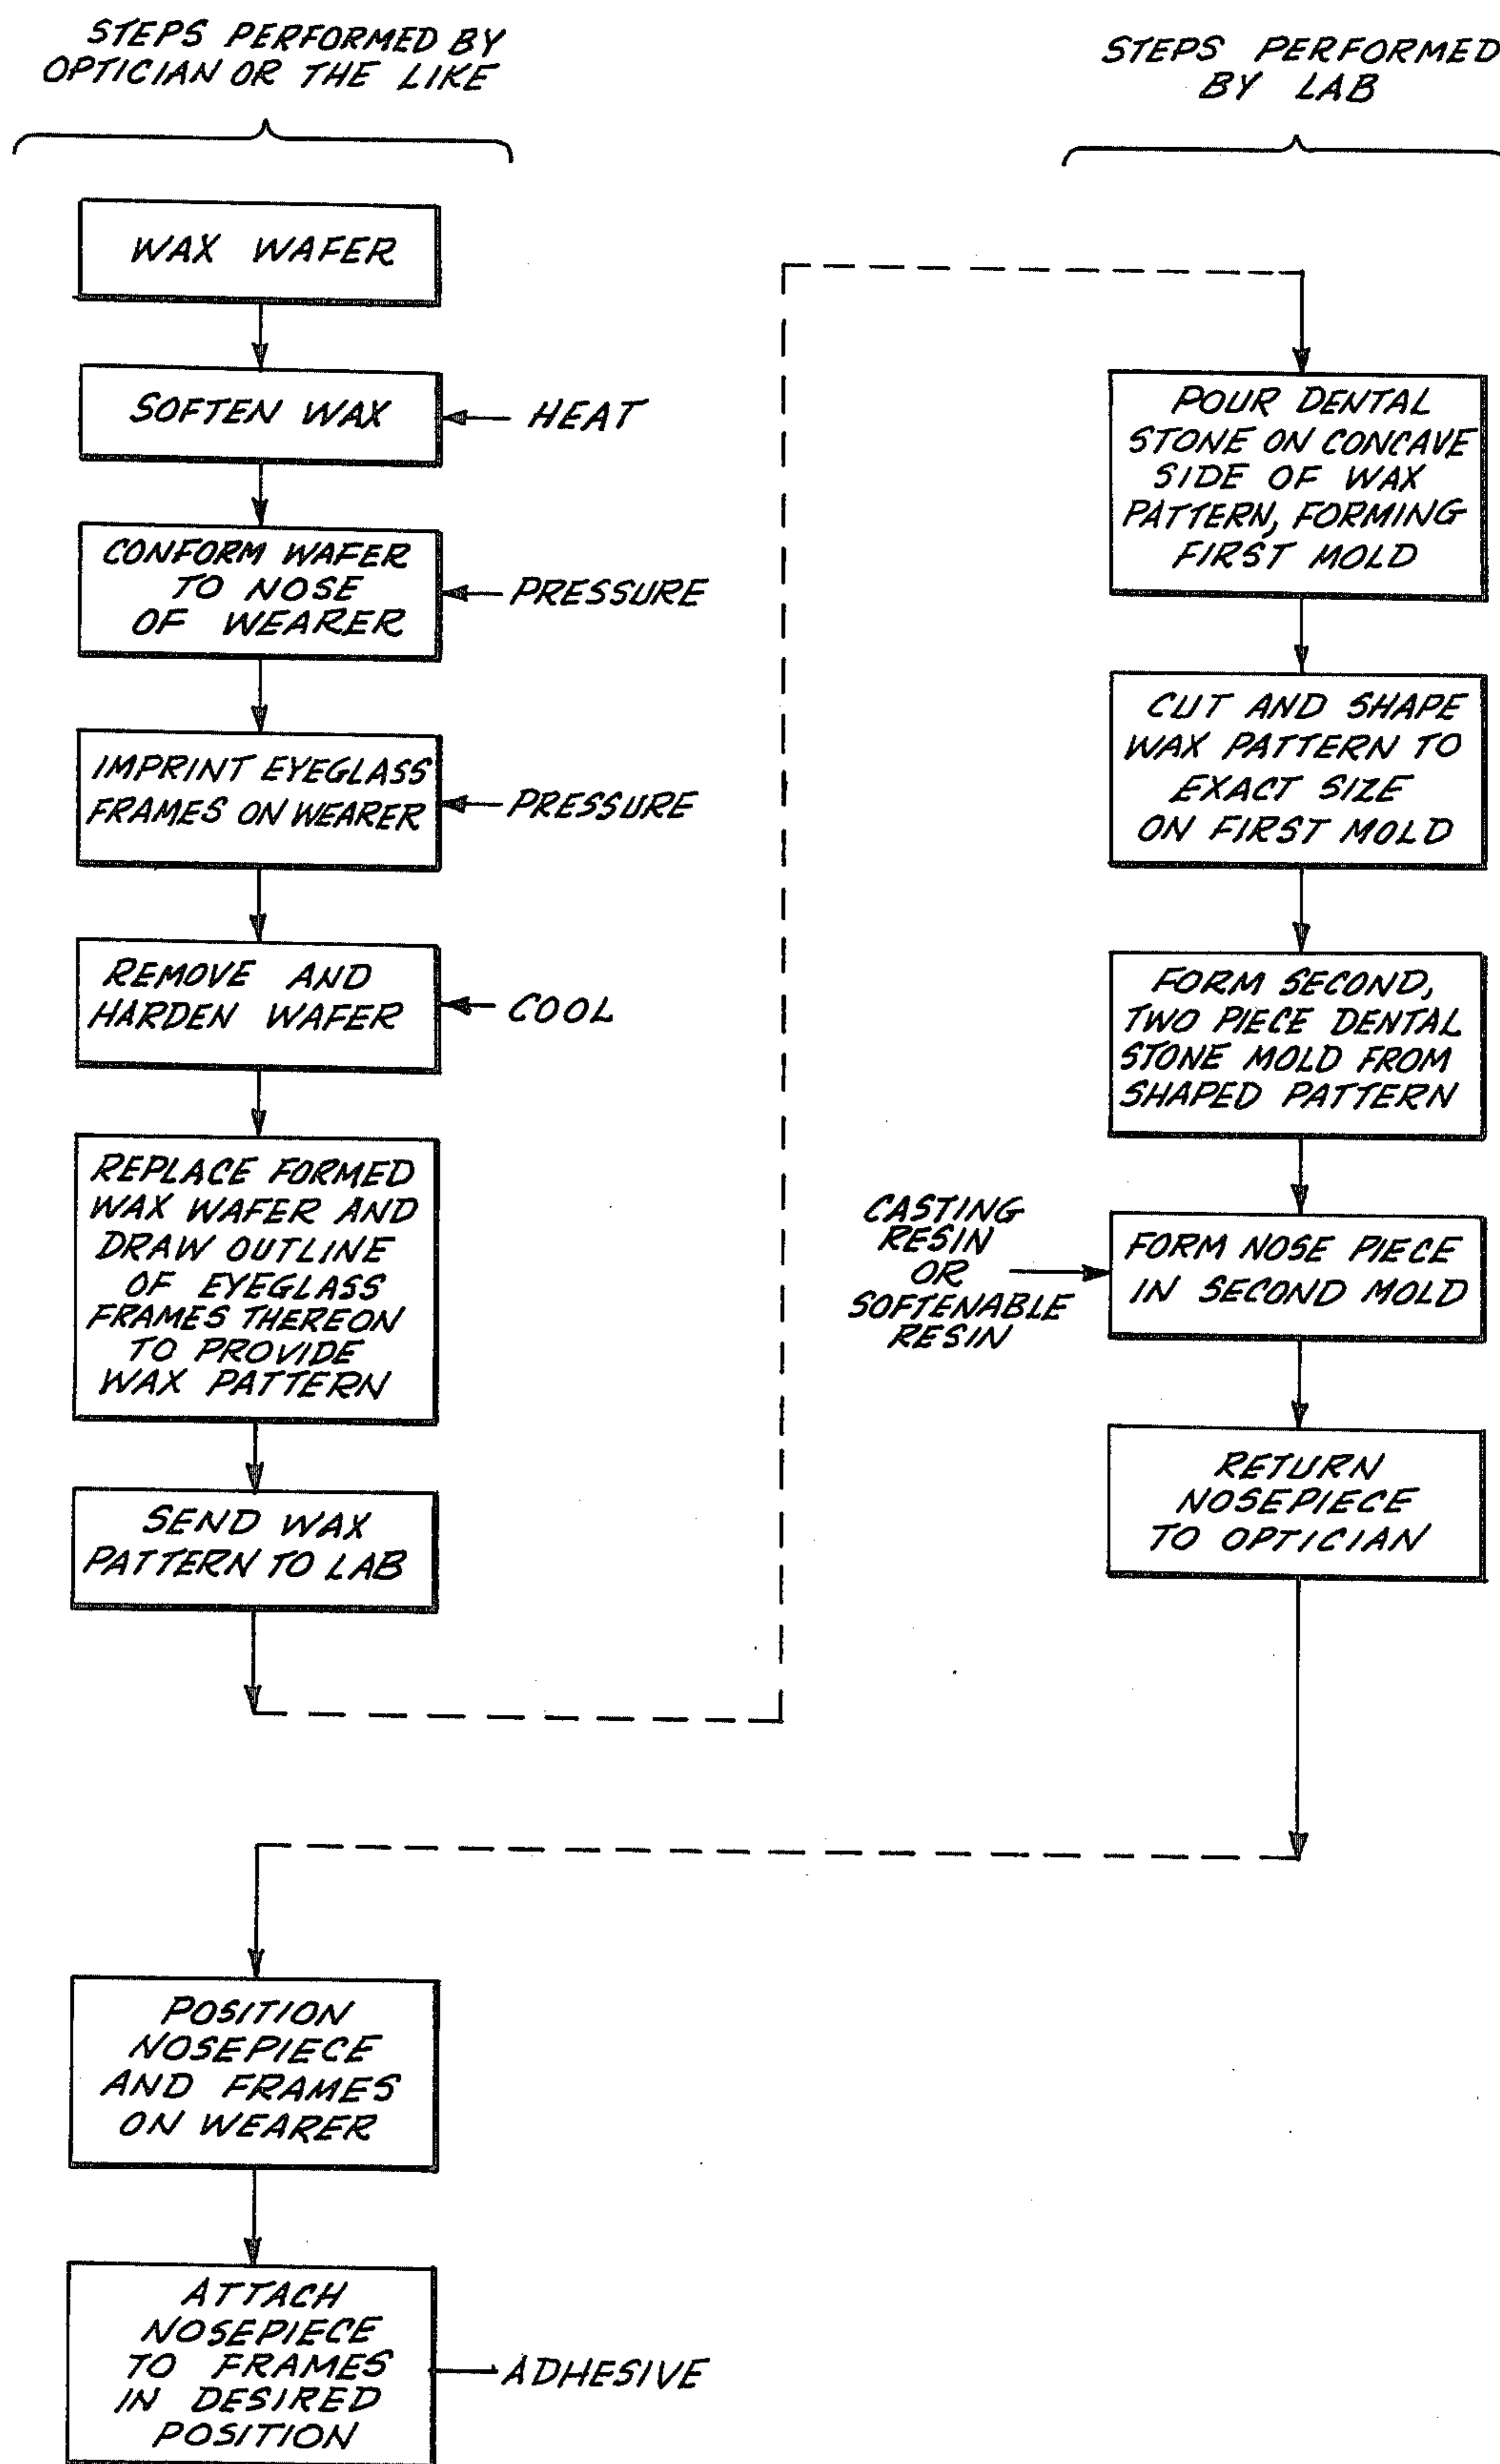 STEPS PERFORMED BY
OPTICIAN OR THE LIKE
WAX WAFER
SOFTEN WAX
HEAT
CONFORM WAFER
TO NOSE
OF WEARER
PRESSURE
IMPRINT EYEGLASS
FRAMES ON WEARER
PRESSURE
REMOVE AND
HARDEN WAFER
COOL
REPLACE FORMED
WAX WAFER AND
DRAW OUTLINE
OF EYEGLASS
FRAMES THEREON
TO PROVIDE
WAX PATTERN
SEND WAX
PATTERN TO LAB
STEPS PERFORMED
BY LAB
POUR DENTAL
STONE ON CONCAVE
SIDE OF WAX
PATTERN, FORMING
FIRST MOLD
CUT AND SHAPE
WAX PATTERN TO
EXACT SIZE
ON FIRST MOLD
FORM SECOND,
TWO PIECE DENTAL
STONE MOLD FROM
SHAPED PATTERN
CASTING
RESIN
OR
SOFTENABLE
RESIN
FORM NOSE PIECE
IN SECOND MOLD
RETURN
NOSEPIECE
TO OPTICIAN
POSITION
NOSEPIECE
AND FRAMES
ON WEARER
ATTACH
NOSEPIECE
TO FRAMES
IN DESIRED
POSITION
ADHESIVE